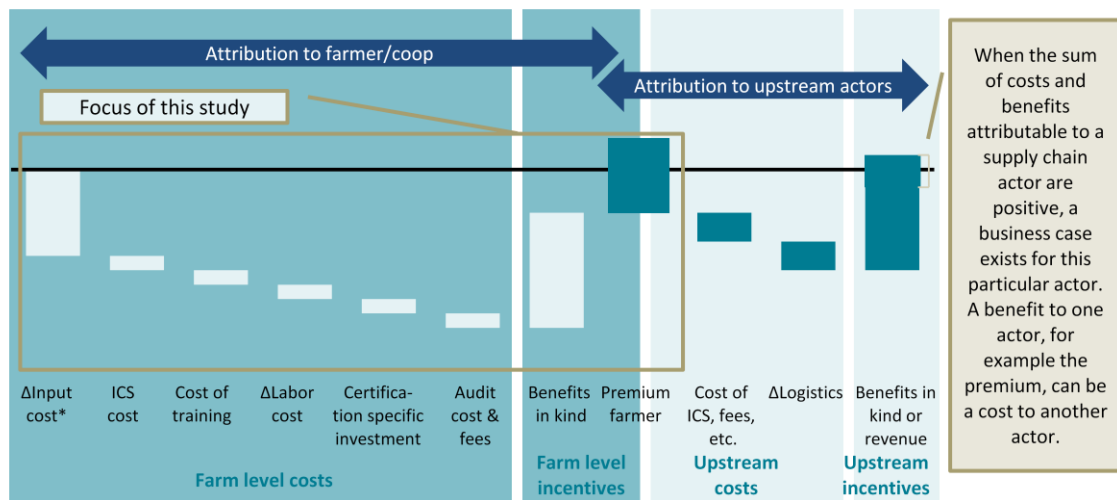 Attribution to farmer/coop
Attribution to upstream actors
Focus of this study
When the sum
of costs and
benefits
attributable to a
supply chain
actor are
positive, a
business case
exists for this
particular actor.
A benefit to one
actor, for
example the
premium, can be
a cost to another
actor.
ΔInput
cost*
ICS
cost
Cost of
training
ΔLabor
cost
Certifica-
tion specific
investment
Audit
cost &
fees
Benefits
in kind
Premium
farmer
Cost of
ICS, fees,
etc.
ΔLogistics
Benefits in
kind or
revenue
Farm level costs
Farm level
incentives
Upstream
costs
Upstream
incentives